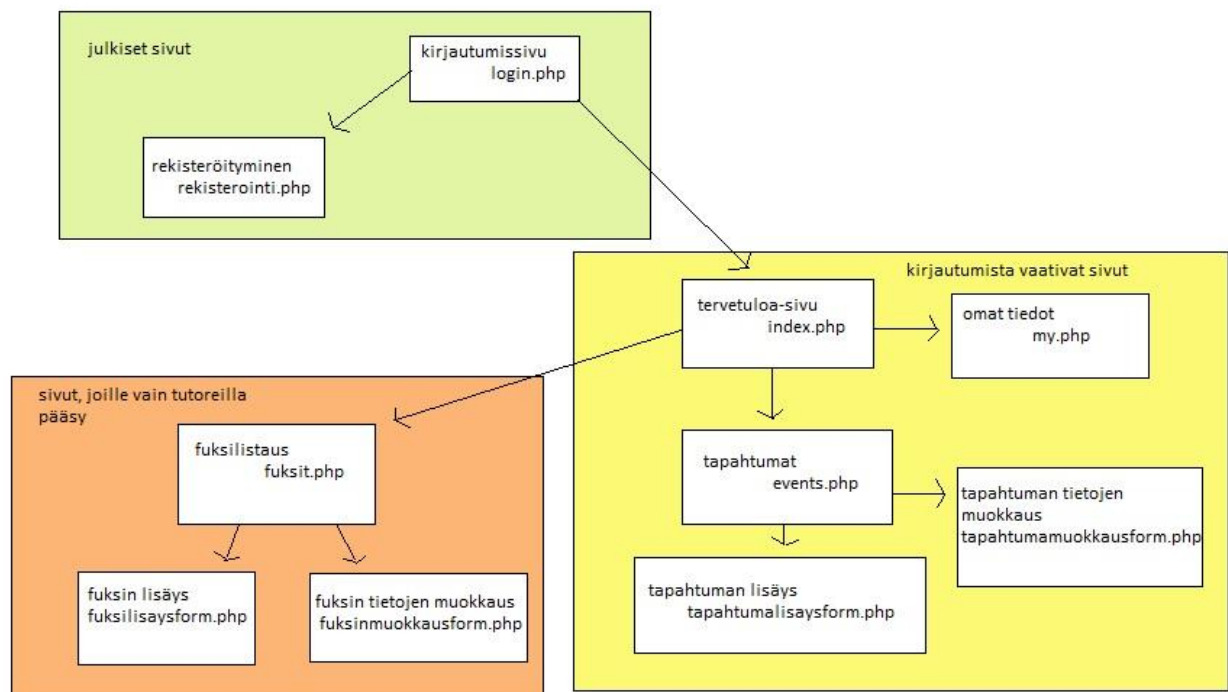 julkiset sivut
kirjautumissivu
login.php
rekisteröityminen
rekisterointi.php
kirjautumista vaativat sivut
tervetuloa-sivu
index.php
omat tiedot
my.php
sivut, joille vain tutoreilla
pääsy
fuksilistaus
fuksit.php
tapahtumat
events.php
tapahtuman tietojen
muokkaus
tapahtumamuokkausform.php
fuksin lisäys
fuksilisaysform.php
fuksin tietojen muokkaus
fuksinmuokkausform.php
tapahtuman lisäys
tapahtumalisaysform.php